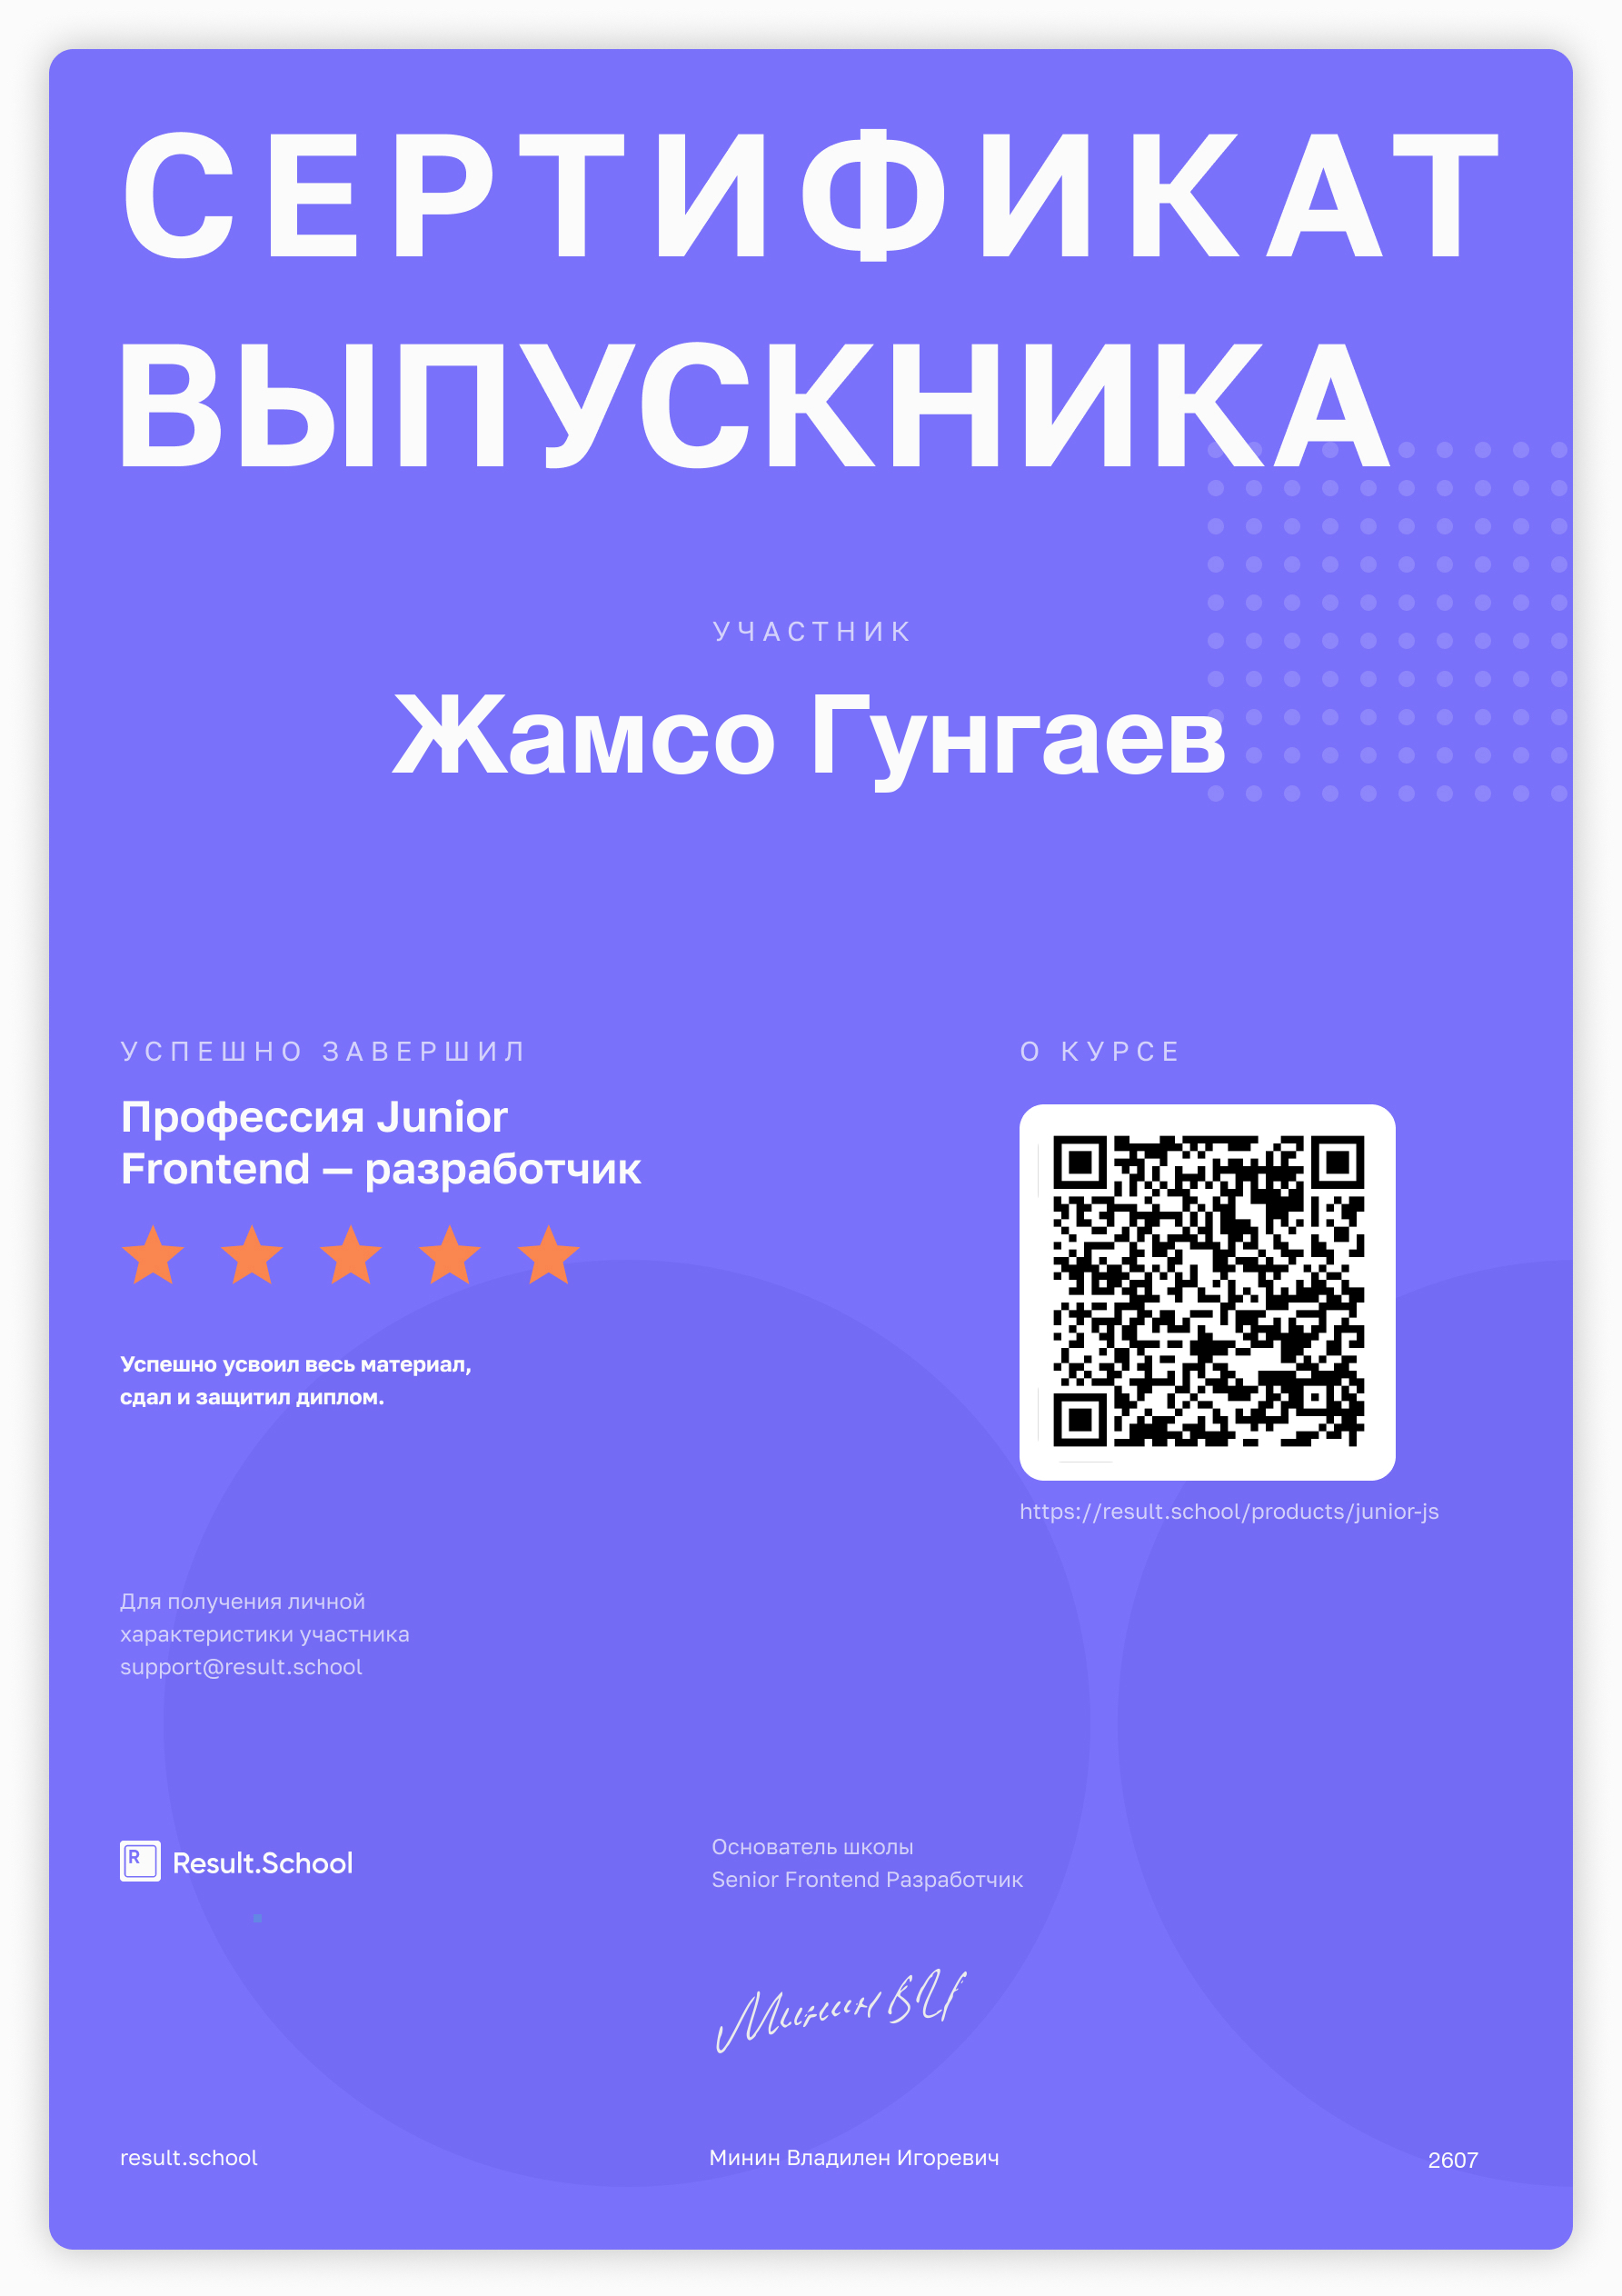 СЕРТИФИКАТ
ВЫПУСКНИКА
УЧАСТНИК
Жамсо Гунгаев
УСПЕШНО ЗАВЕРШИЛ
Профессия Junior
Frontend — разработчик
Успешно усвоил весь материал,
сдал и защитил диплом.
О КУРСЕ
https://result.school/products/junior-js
Для получения личной
характеристики участника
support@result.school
R Result.School
Основатель школы
Senior Frontend Разработчик
Минин ВИ
result.school
Минин Владилен Игоревич
2607